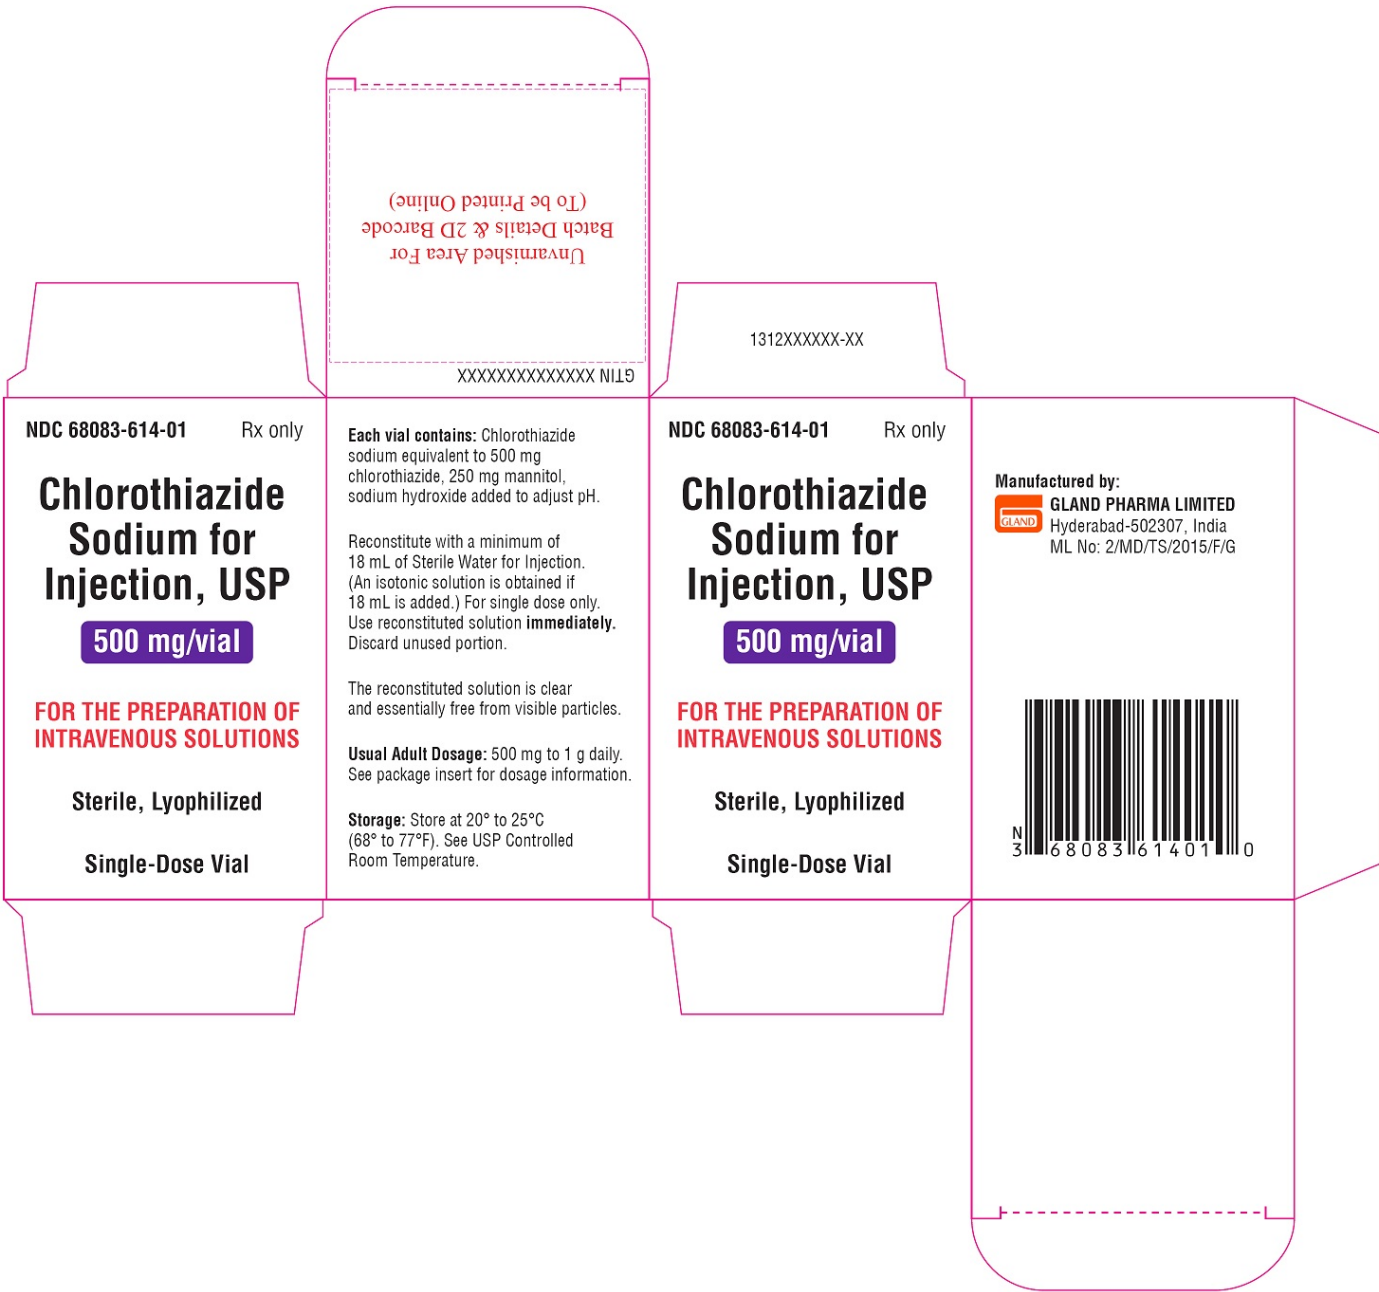 Unvarnished Area For
Batch Details & 2D Barcode
(To be Printed Online)
GTIN XXXXXXXXXXXXXX
1312XXXXXX-XX
NDC 68083-614-01 Rx only
Chlorothiazide
Sodium for
Injection, USP
500 mg/vial
FOR THE PREPARATION OF
INTRAVENOUS SOLUTIONS
Sterile, Lyophilized
Single-Dose Vial
Each vial contains: Chlorothiazide
sodium equivalent to 500 mg
chlorothiazide, 250 mg mannitol,
sodium hydroxide added to adjust pH.
Reconstitute with a minimum of
18 mL of Sterile Water for Injection.
(An isotonic solution is obtained if
18 mL is added.) For single dose only.
Use reconstituted solution immediately.
Discard unused portion.
The reconstituted solution is clear
and essentially free from visible particles.
Usual Adult Dosage: 500 mg to 1 g daily.
See package insert for dosage information.
Storage: Store at 20° to 25°C
(68° to 77°F). See USP Controlled
Room Temperature.
NDC 68083-614-01 Rx only
Chlorothiazide
Sodium for
Injection, USP
500 mg/vial
FOR THE PREPARATION OF
INTRAVENOUS SOLUTIONS
Sterile, Lyophilized
Single-Dose Vial
Manufactured by:
GLAND
GLAND PHARMA LIMITED
Hyderabad-502307, India
ML No: 2/MD/TS/2015/F/G
N
3 68083 61401 0